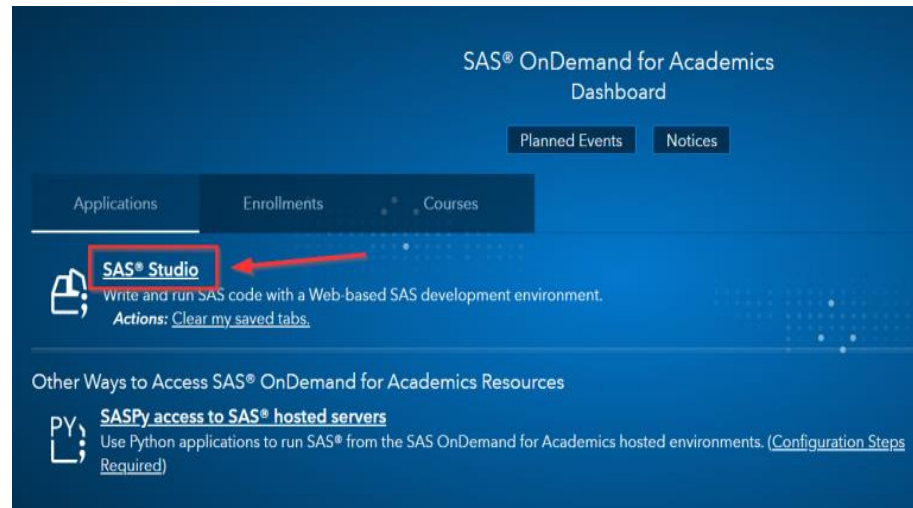 SAS® OnDemand for Academics
Dashboard
Planned Events Notices
Applications Enrollments Courses
SAS® Studio
Write and run SAS code with a Web-based SAS development environment.
Actions: Clear my saved tabs.
Other Ways to Access SAS® OnDemand for Academics Resources
PY;
SASPy access to SAS® hosted servers
Use Python applications to run SAS® from the SAS OnDemand for Academics hosted environments. (Configuration Steps
Required)